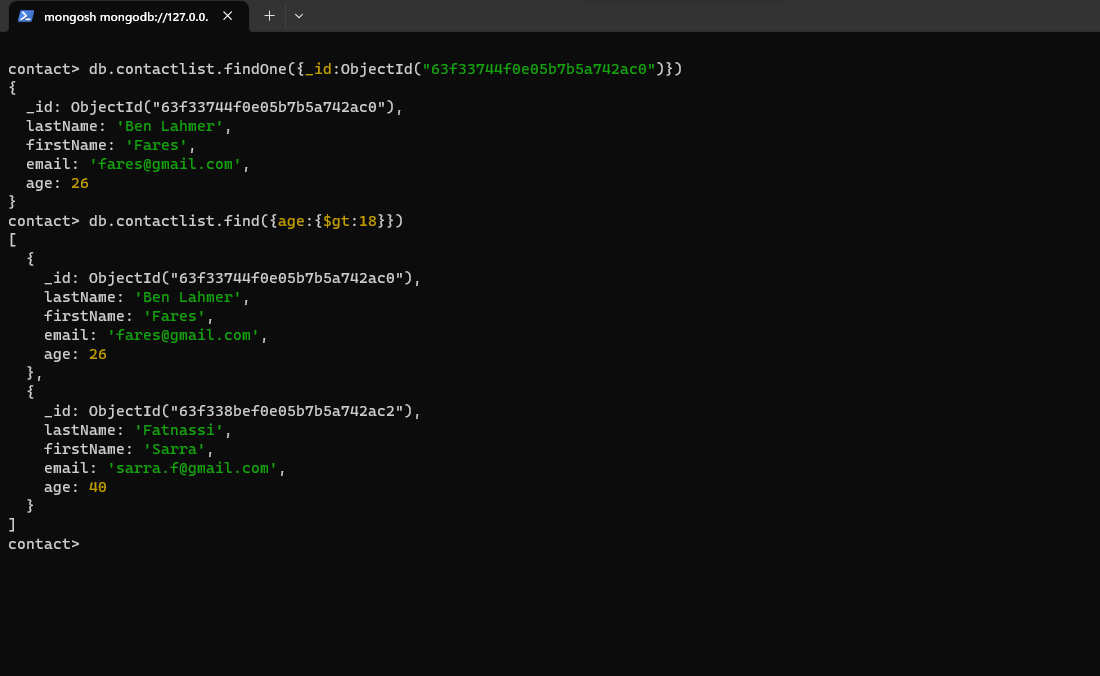 mongosh mongodb://127.0.0.
contact> db.contactlist.findOne({_id:ObjectId("63f33744f0e05b7b5a742ac0")})
{
  _id: ObjectId("63f33744f0e05b7b5a742ac0"),
  lastName: 'Ben Lahmer',
  firstName: 'Fares',
  email: 'fares@gmail.com',
  age: 26
}
contact> db.contactlist.find({age:{$gt:18}})
[
  {
    _id: ObjectId("63f33744f0e05b7b5a742ac0"),
    lastName: 'Ben Lahmer',
    firstName: 'Fares',
    email: 'fares@gmail.com',
    age: 26
  },
  {
    _id: ObjectId("63f338bef0e05b7b5a742ac2"),
    lastName: 'Fatnassi',
    firstName: 'Sarra',
    email: 'sarra.f@gmail.com',
    age: 40
  }
]
contact>